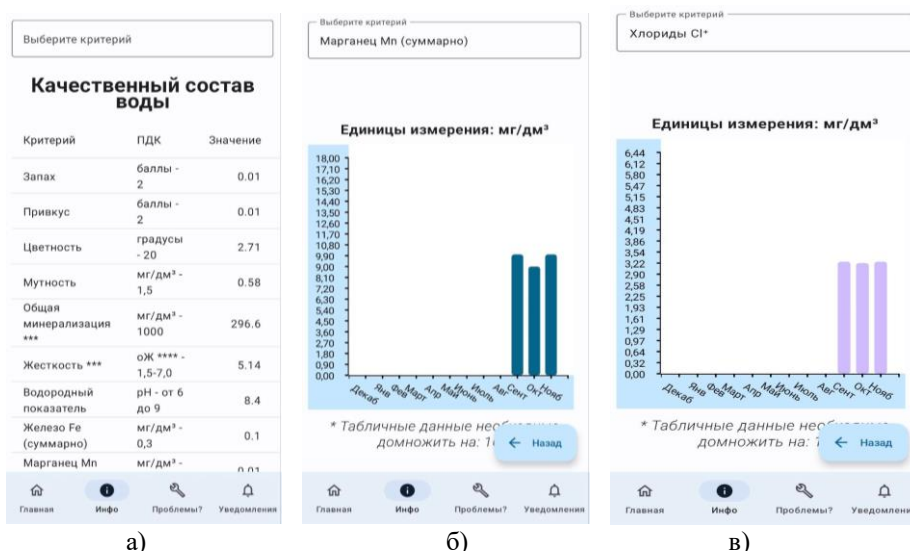 Выберите критерий
Качественный состав
воды
Критерий ПДК Значение
Запах баллы - 2 0.01
Привкус баллы - 2 0.01
Цветность градусы - 20 2.71
Мутность мг/дм³ - 1,5 0.58
Общая минерализация *** мг/дм³ - 1000 296.6
Жесткость *** оЖ **** - 1,5-7,0 5.14
Водородный показатель pH - от 6 до 9 8.4
Железо Fe (суммарно) мг/дм³ - 0,3 0.1
Марганец Mn мг/дм³ - 0.01
Главная Инфо Проблемы? Уведомления
а)
Выберите критерий
Марганец Mn (суммарно)
Единицы измерения: мг/дм³
18,00
17,10
16,20
15,30
14,40
13,50
12,60
11,70
10,80
9,90
9,00
8,10
7,20
6,30
5,40
4,50
3,60
2,70
1,80
0,90
0,00
Декаб Янв Фев Март Апр Май Июнь Июль Авг Сент Окт Нояб
* Табличные данные необходимо
домножить на:
Назад
Главная Инфо Проблемы? Уведомления
б)
Выберите критерий
Хлориды Cl⁺
Единицы измерения: мг/дм³
6,44
6,12
5,80
5,47
5,15
4,83
4,51
4,19
3,86
3,54
3,22
2,90
2,58
2,25
1,93
1,61
1,29
0,97
0,64
0,32
0,00
Декаб Янв Фев Март Апр Май Июнь Июль Авг Сент Окт Нояб
* Табличные данные необходимо
домножить на:
Назад
Главная Инфо Проблемы? Уведомлени
в)